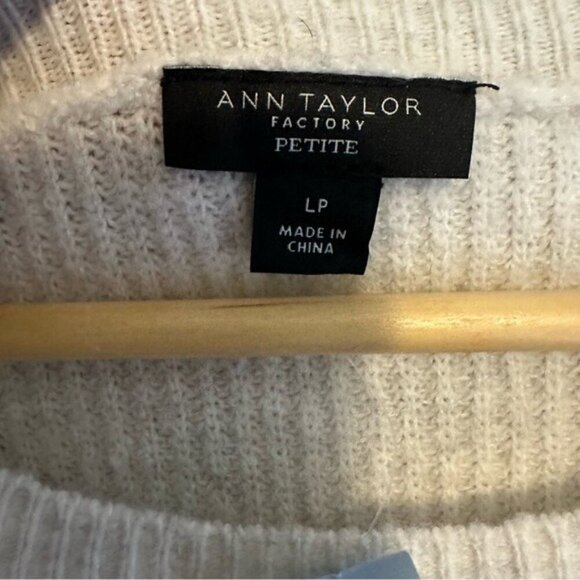 ANN TAYLOR
FACTORY
PETITE
LP
MADE IN
CHINA